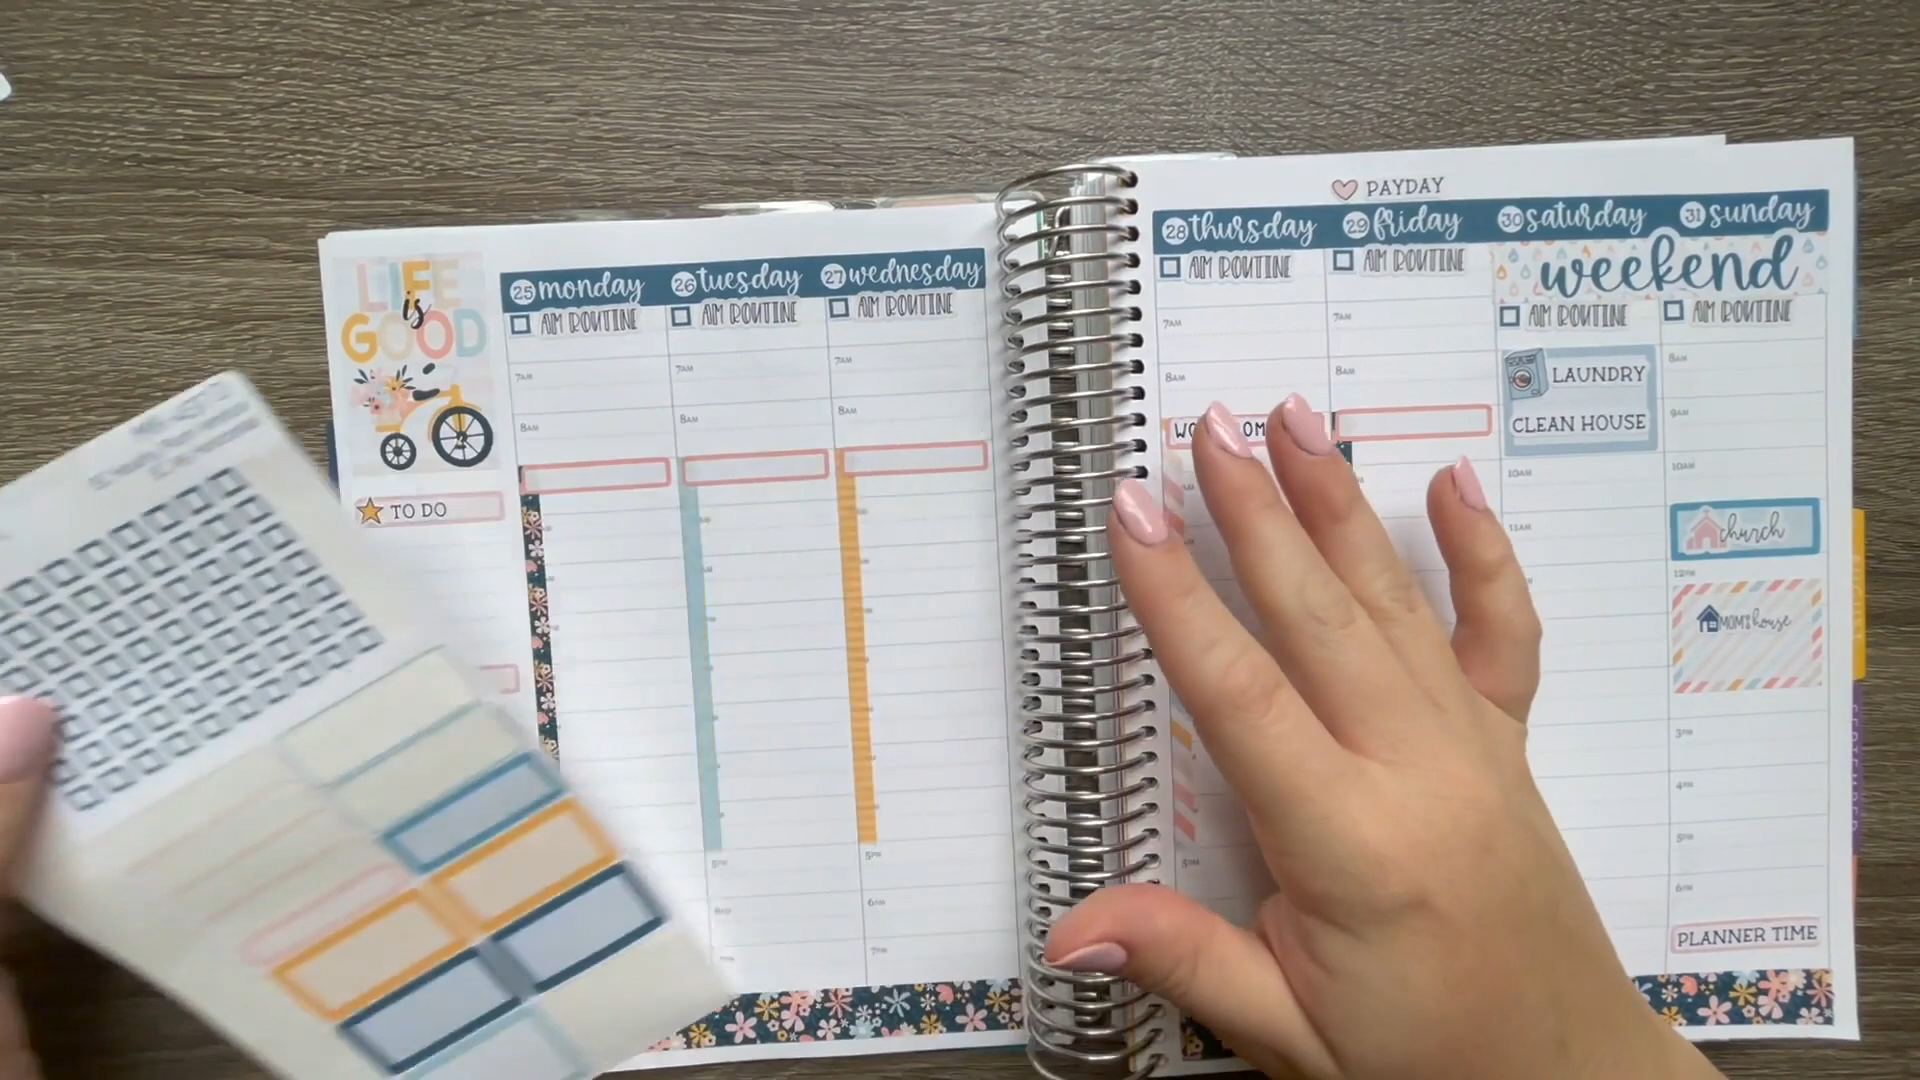 PAYDAY
LIFE
is
GOOD
25 monday
26 tuesday
27 wednesday
28 thursday
29 friday
30 saturday
31 sunday
weekend
AM ROUTINE
AM ROUTINE
AM ROUTINE
AM ROUTINE
AM ROUTINE
AM ROUTINE
AM ROUTINE
7AM
7AM
7AM
7AM
7AM
8AM
8AM
8AM
8AM
8AM
8AM
LAUNDRY
CLEAN HOUSE
9AM
10AM
10AM
11AM
TO DO
church
12PM
MOM'S house
3PM
4PM
5PM
5PM
5PM
5PM
6PM
6PM
7PM
PLANNER TIME